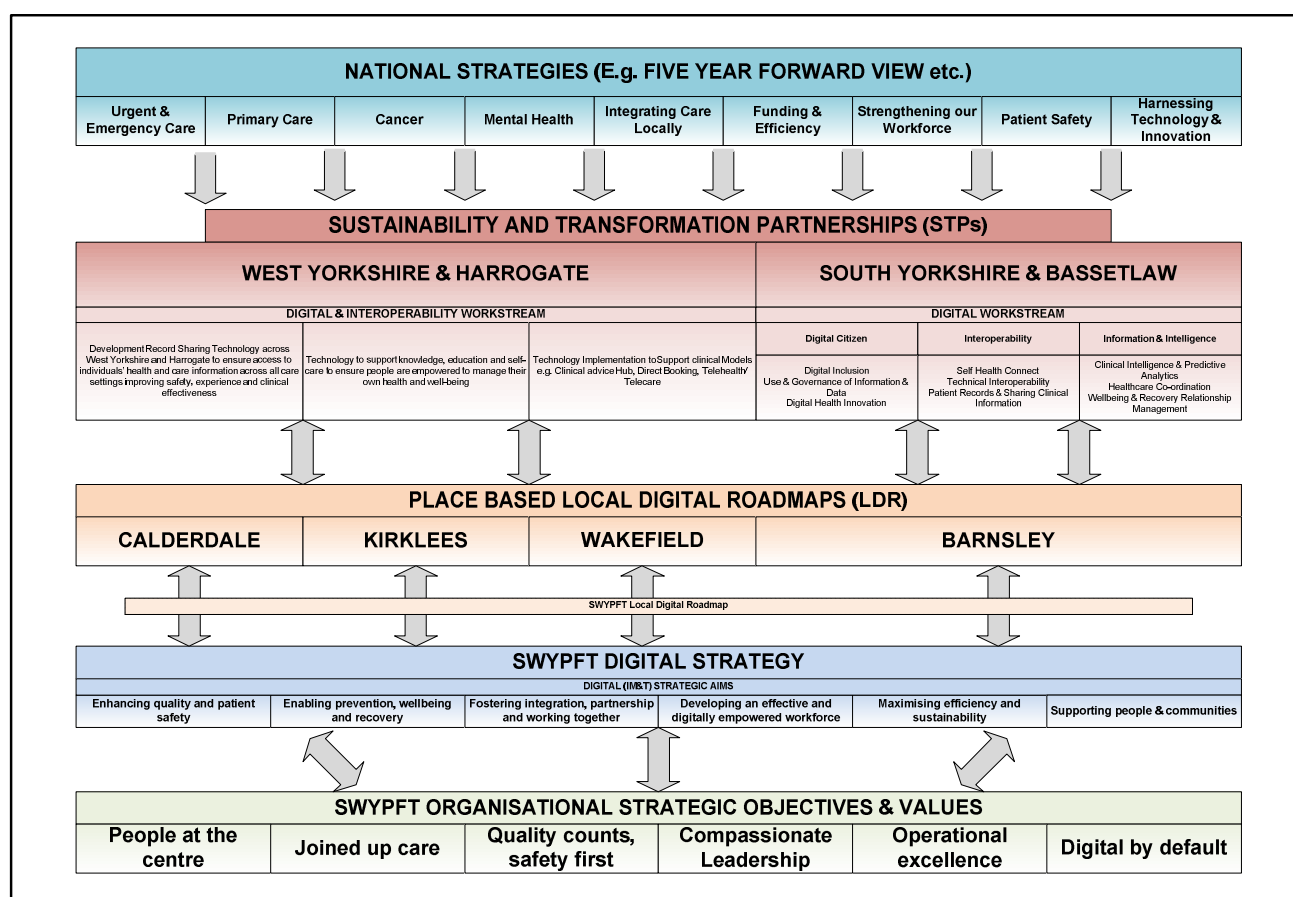 NATIONAL STRATEGIES (E.g. FIVE YEAR FORWARD VIEW etc.)
Urgent &
Emergency Care
Primary Care
Cancer
Mental Health
Integrating Care
Locally
Funding &
Efficiency
Strengthening our
Workforce
Patient Safety
Harnessing
Technology &
Innovation
SUSTAINABILITY AND TRANSFORMATION PARTNERSHIPS (STPs)
WEST YORKSHIRE & HARROGATE
SOUTH YORKSHIRE & BASSETLAW
DIGITAL & INTEROPERABILITY WORKSTREAM
DIGITAL WORKSTREAM
Development Record Sharing Technology across
West Yorkshire and Harrogate to ensure access to
individuals' health and care information across all care
settings improving safety, experience and clinical
effectiveness
Technology to support knowledge, education and self-
care to ensure people are empowered to manage their
own health and well-being
Technology Implementation to Support clinical Models
e.g. Clinical advice Hub, Direct Booking, Telehealth/
Telecare
Digital Citizen
Interoperability
Information & Intelligence
Digital Inclusion
Use & Governance of Information &
Data
Digital Health Innovation
Self Health Connect
Technical Interoperability
Patient Records & Sharing Clinical
Information
Clinical Intelligence & Predictive
Analytics
Healthcare Co-ordination
Wellbeing & Recovery Relationship
Management
PLACE BASED LOCAL DIGITAL ROADMAPS (LDR)
CALDERDALE
KIRKLEES
WAKEFIELD
BARNSLEY
SWYPFT Local Digital Roadmap
SWYPFT DIGITAL STRATEGY
DIGITAL (IM&T) STRATEGIC AIMS
Enhancing quality and patient
safety
Enabling prevention, wellbeing
and recovery
Fostering integration, partnership
and working together
Developing an effective and
digitally empowered workforce
Maximising efficiency and
sustainability
Supporting people & communities
SWYPFT ORGANISATIONAL STRATEGIC OBJECTIVES & VALUES
People at the
centre
Joined up care
Quality counts,
safety first
Compassionate
Leadership
Operational
excellence
Digital by default